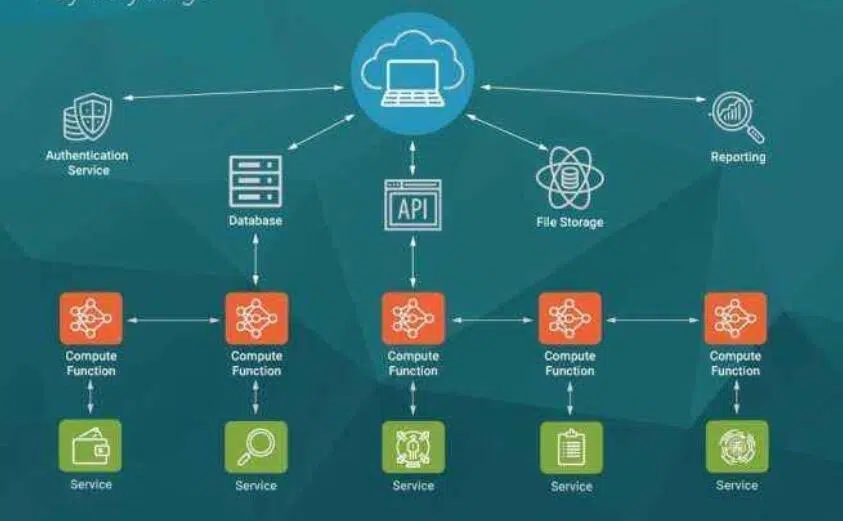 Authentication
Service
Database
API
File Storage
Reporting
Compute
Function
Compute
Function
Compute
Function
Compute
Function
Compute
Function
Service
Service
Service
Service
Service